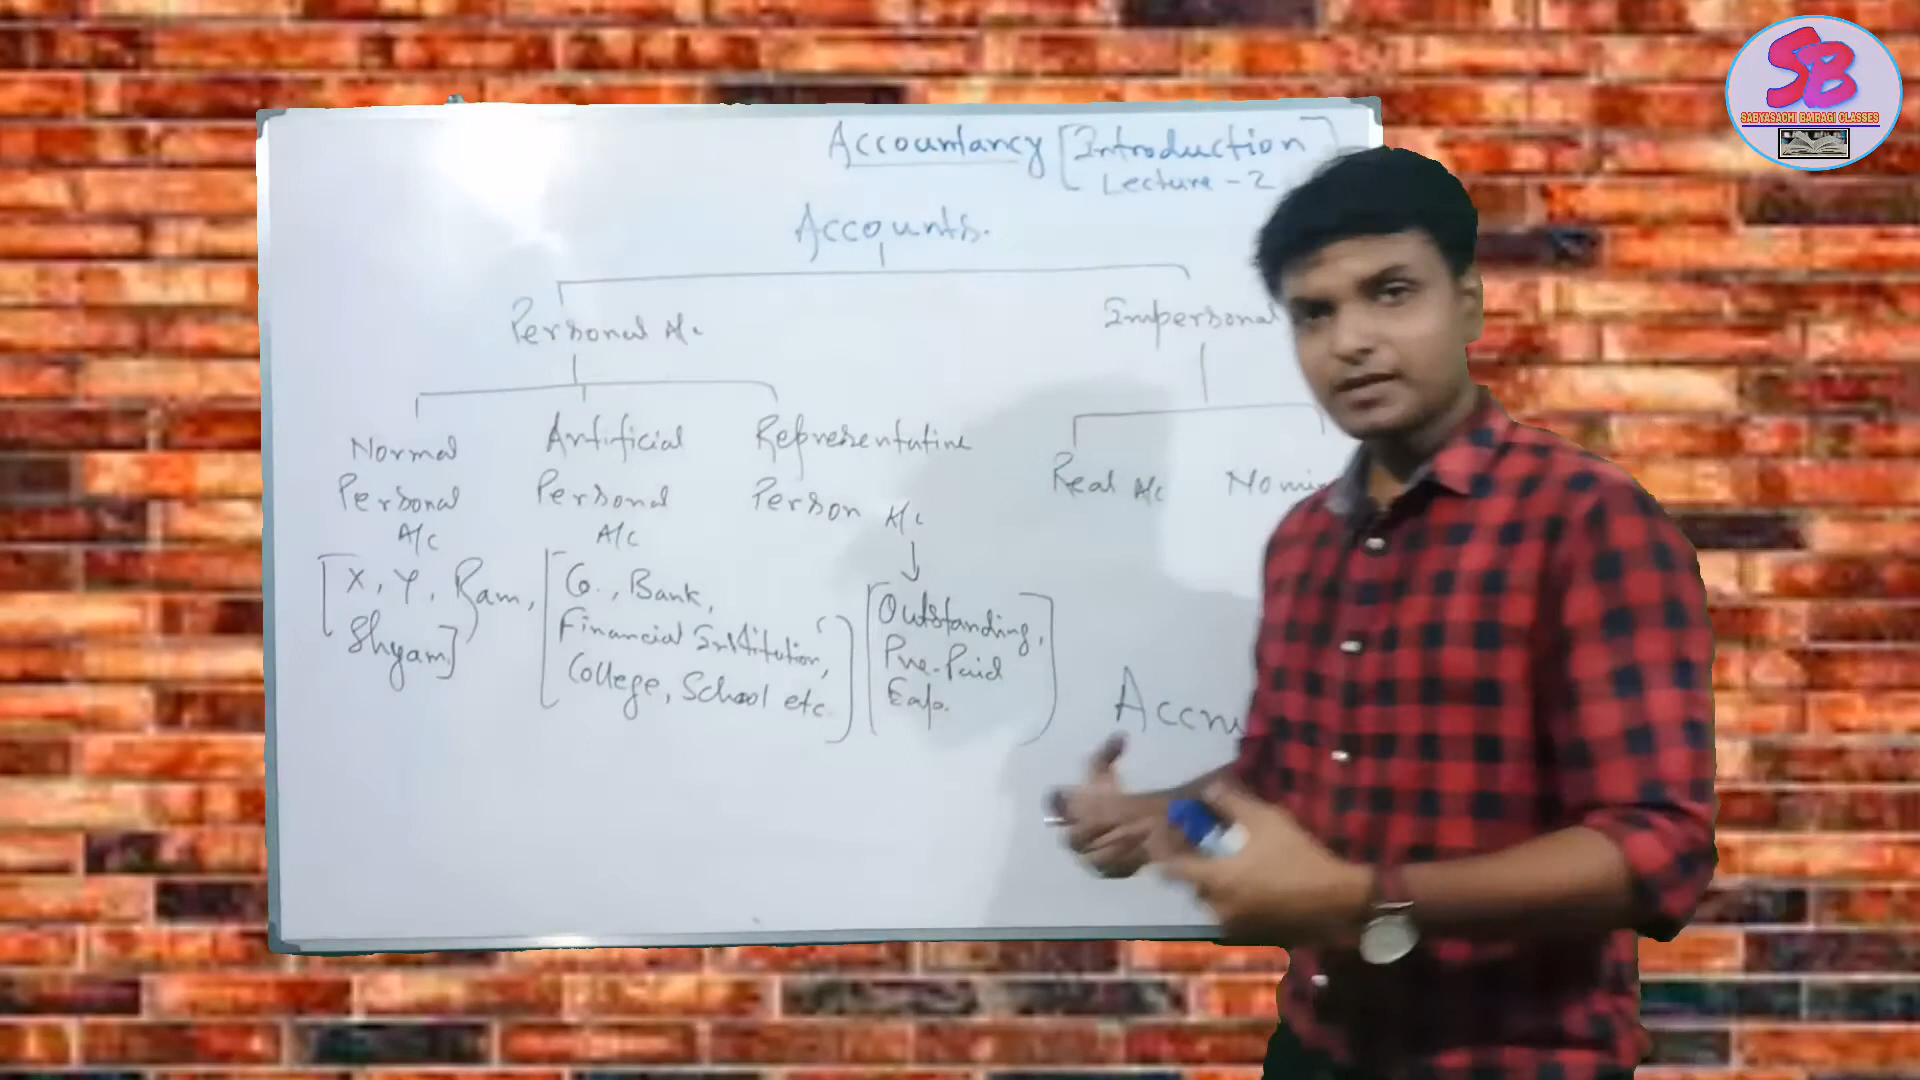 Accountancy [Introduction]
Lecture - 2
Accounts.
Personal A/c
Impersonal
Normal Personal A/c
Artificial Personal A/c
Representative Person A/c
Real A/c
[X, Y, Ram, Shyam]
[Co., Bank, Financial Institution, College, School etc.]
[Outstanding, Pre-Paid Exp.]
SB
SABYASACHI BAIRAGI CLASSES